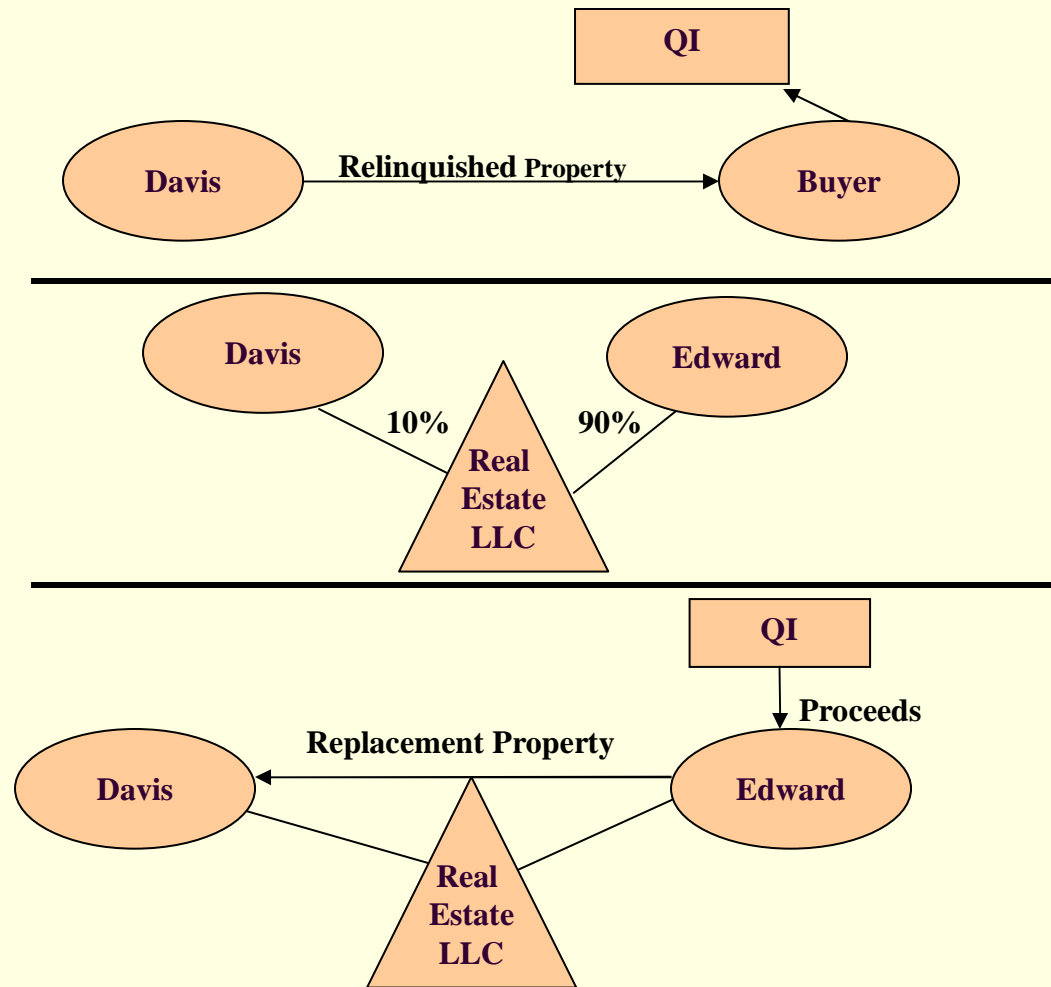 QI
Davis
Relinquished Property
Buyer
Davis
Edward
10%
90%
Real
Estate
LLC
QI
Proceeds
Replacement Property
Davis
Edward
Real
Estate
LLC